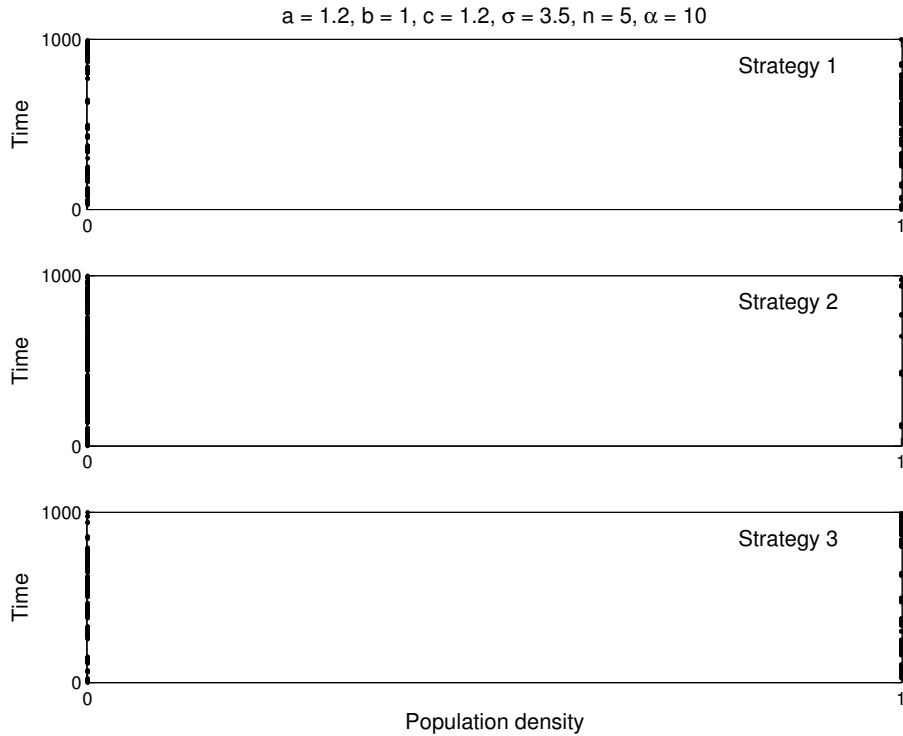 a = 1.2, b = 1, c = 1.2, σ = 3.5, n = 5, α = 10
1000
Strategy 1
Time
0
0 1
1000
Strategy 2
Time
0
0 1
1000
Strategy 3
Time
0
0 1
Population density